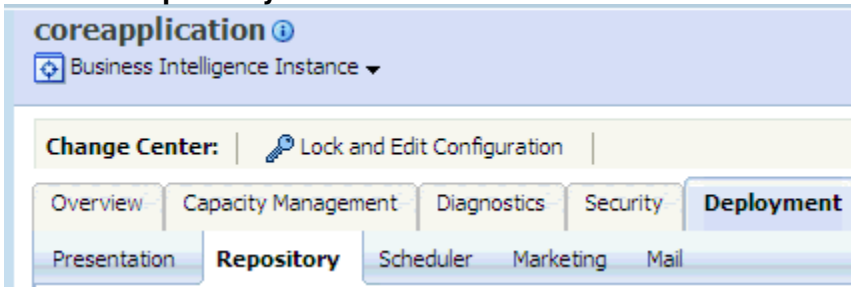 coreapplication
Business Intelligence Instance
Change Center: Lock and Edit Configuration
Overview Capacity Management Diagnostics Security Deployment
Presentation Repository Scheduler Marketing Mail